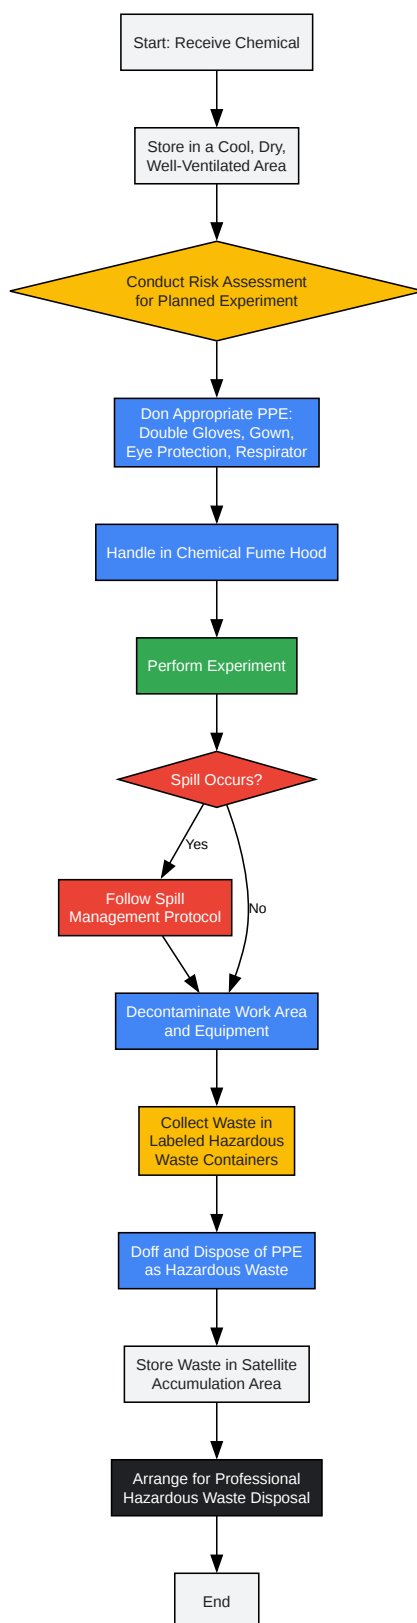 Start: Receive Chemical
Store in a Cool, Dry,
Well-Ventilated Area
Conduct Risk Assessment
for Planned Experiment
Don Appropriate PPE:
Double Gloves, Gown,
Eye Protection, Respirator
Handle in Chemical Fume Hood
Perform Experiment
Spill Occurs?
Yes
Follow Spill
Management Protocol
No
Decontaminate Work Area
and Equipment
Collect Waste in
Labeled Hazardous
Waste Containers
Doff and Dispose of PPE
as Hazardous Waste
Store Waste in Satellite
Accumulation Area
Arrange for Professional
Hazardous Waste Disposal
End